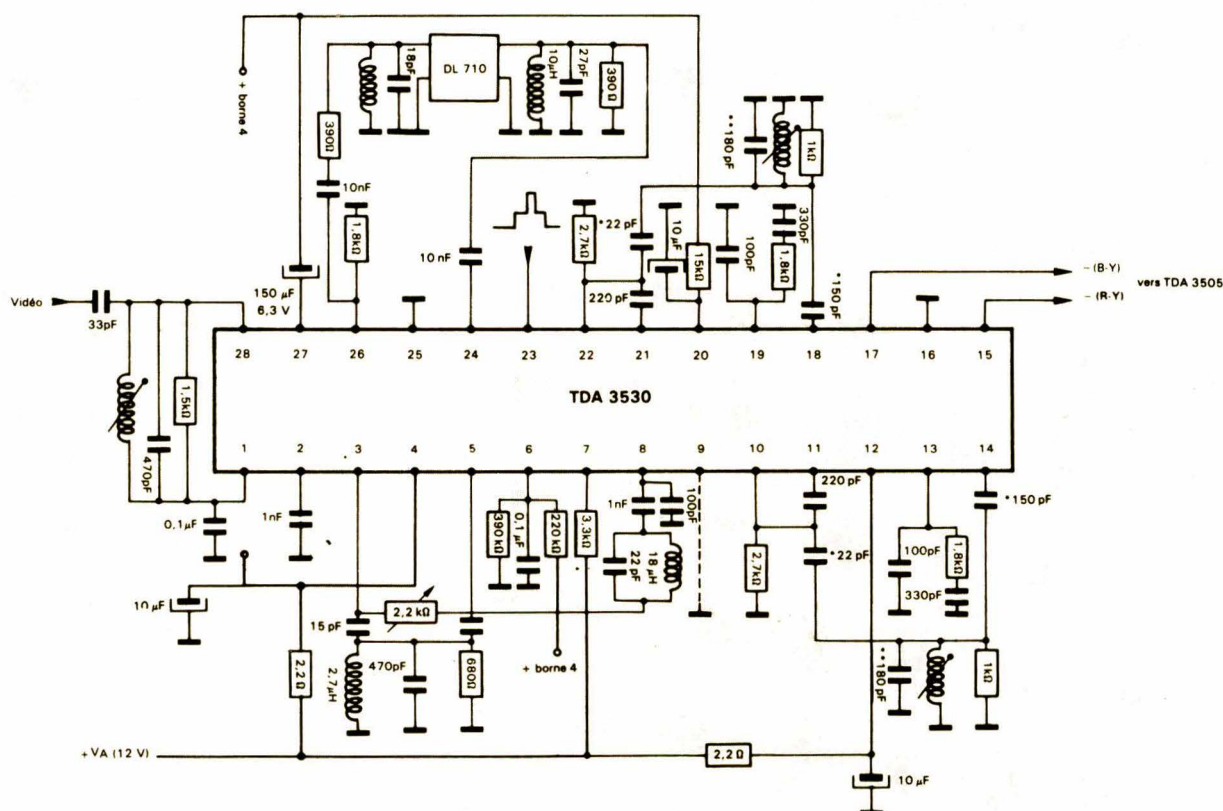 + borne 4
18pF
DL 710
10µH
27pF
390Ω
390Ω
10nF
1,8kΩ
10nF
2,7kΩ
*22 pF
220 pF
10 µF
15kΩ
100pF
330pF
1,8kΩ
**180 pF
1kΩ
*150 pF
150 µF
6,3 V
Vidéo
33pF
–(B-Y)
vers TDA 3505
–(R-Y)
28 27 26 25 24 23 22 21 20 19 18 17 16 15
TDA 3530
1 2 3 4 5 6 7 8 9 10 11 12 13 14
1,5kΩ
470pF
0,1µF
1nF
10 µF
2,2Ω
15 pF
2,2 kΩ
2,7µH
470pF
680Ω
390 kΩ
0,1 µF
220 kΩ
+ borne 4
3,3kΩ
1nF
100pF
22 pF
18 µH
2,7kΩ
220 pF
*22 pF
100pF
1,8kΩ
330pF
*150 pF
**180 pF
1kΩ
+VA (12 V)
2,2 Ω
10 µF